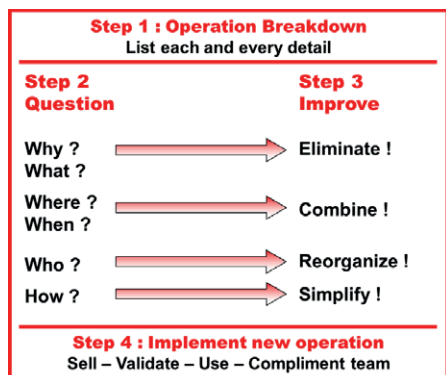 Step 1 : Operation Breakdown
List each and every detail
Step 2
Question
Step 3
Improve
Why ?
What ?
Eliminate !
Where ?
When ?
Combine !
Who ?
Reorganize !
How ?
Simplify !
Step 4 : Implement new operation
Sell – Validate – Use – Compliment team